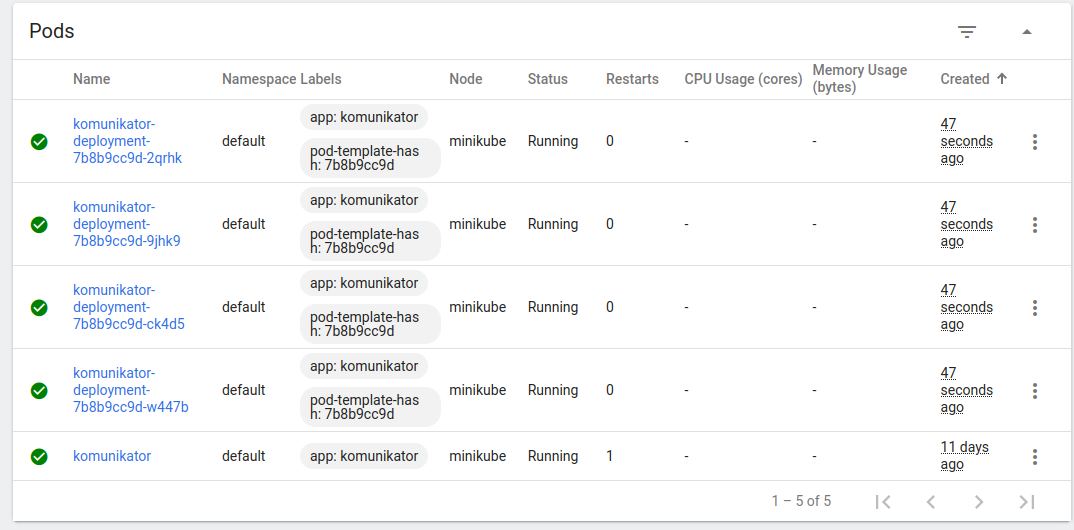 Pods
Name Namespace Labels Node Status Restarts CPU Usage (cores) Memory Usage (bytes) Created
komunikator-
deployment-
7b8b9cc9d-2qrhk
default
app: komunikator
pod-template-has
h: 7b8b9cc9d
minikube
Running
0
-
-
47
seconds
ago
komunikator-
deployment-
7b8b9cc9d-9jhk9
default
app: komunikator
pod-template-has
h: 7b8b9cc9d
minikube
Running
0
-
-
47
seconds
ago
komunikator-
deployment-
7b8b9cc9d-ck4d5
default
app: komunikator
pod-template-has
h: 7b8b9cc9d
minikube
Running
0
-
-
47
seconds
ago
komunikator-
deployment-
7b8b9cc9d-w447b
default
app: komunikator
pod-template-has
h: 7b8b9cc9d
minikube
Running
0
-
-
47
seconds
ago
komunikator
default
app: komunikator
minikube
Running
1
-
-
11 days
ago
1 – 5 of 5